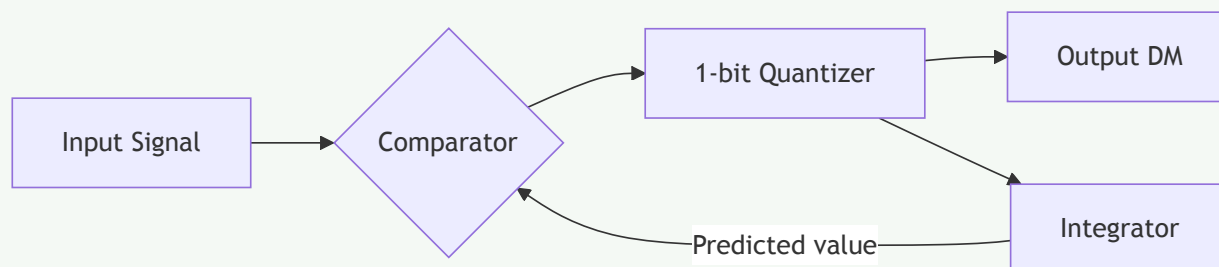 Input Signal
Comparator
1-bit Quantizer
Output DM
Integrator
Predicted value